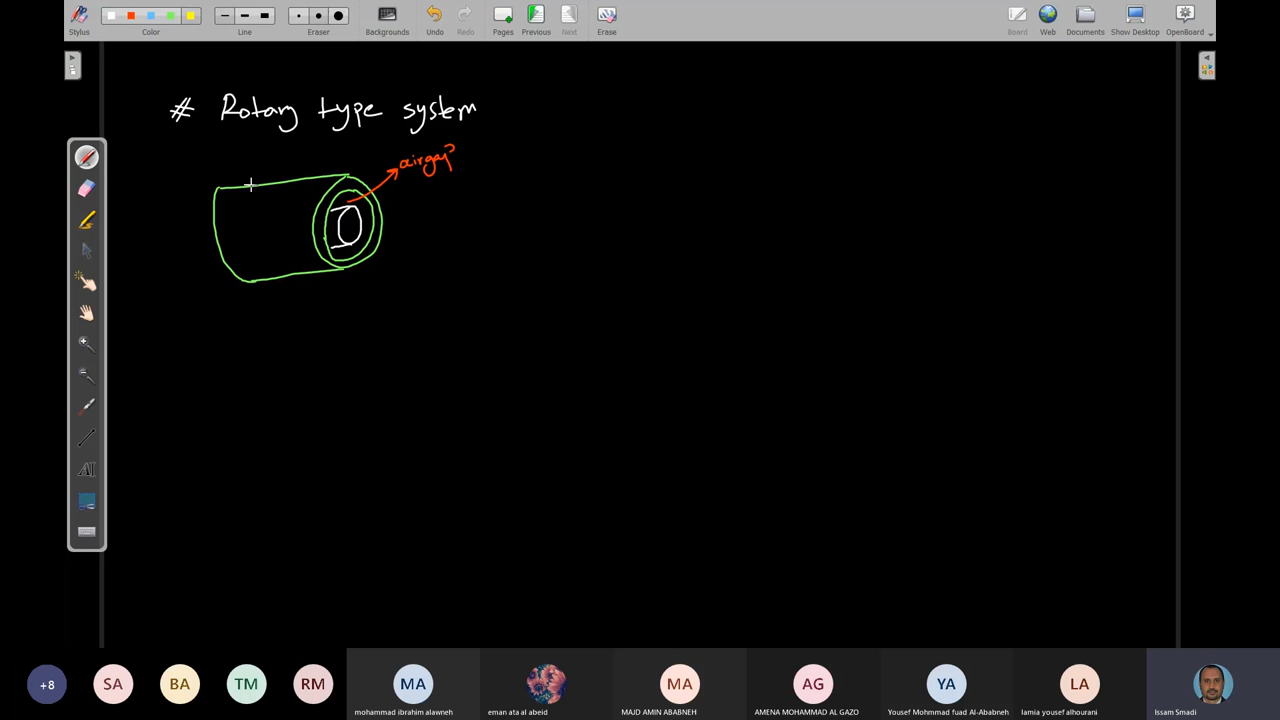 Stylus
Color
Line
Eraser
Backgrounds
Undo
Redo
Pages
Previous
Next
Erase
Board
Web
Documents
Show Desktop
OpenBoard
# Rotary type system
airgap
AI
+8
SA
BA
TM
RM
MA
mohammad ibrahim alawneh
eman ata al abeid
MA
MAJD AMIN ABABNEH
AG
AMENA MOHAMMAD AL GAZO
YA
Yousef Mohmmad fuad Al-Ababneh
LA
lamia yousef alhourani
Issam Smadi